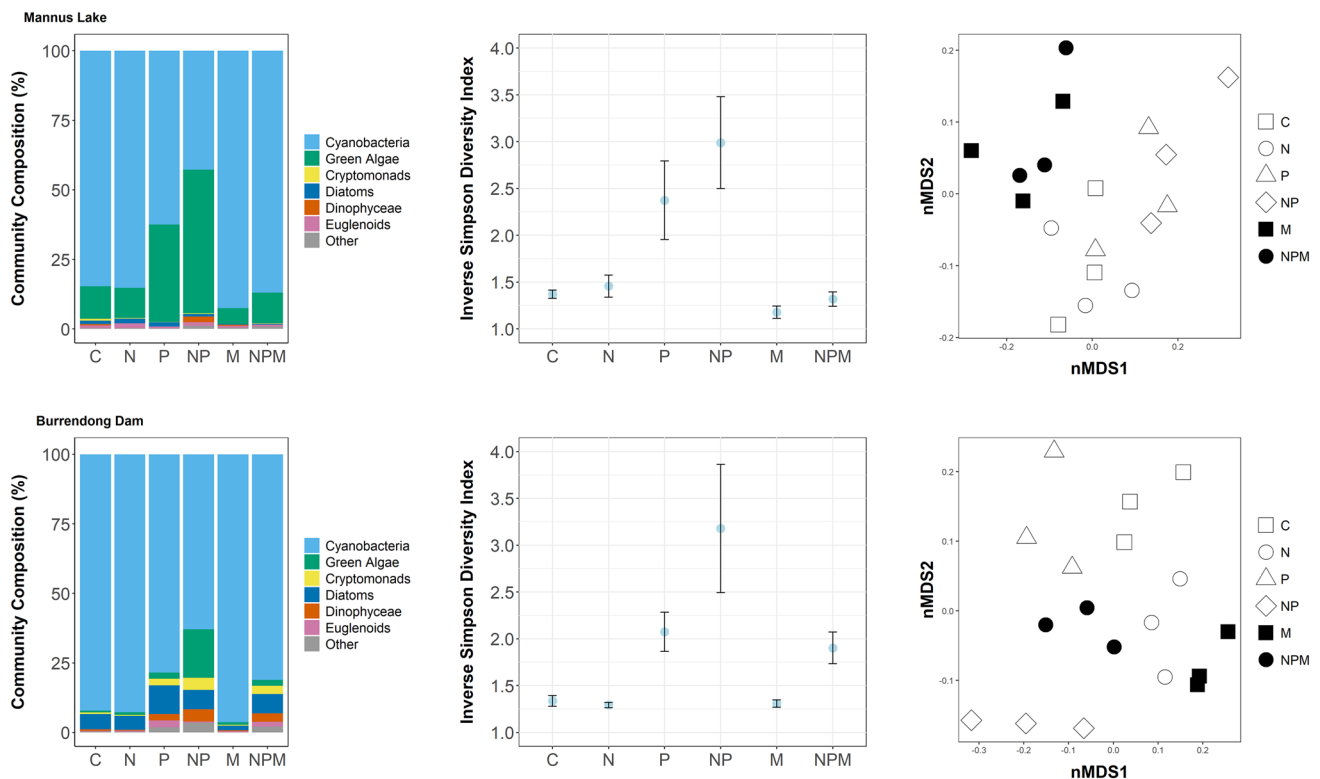 Mannus Lake
Community Composition (%)
100
75
50
25
0
C N P NP M NPM
Cyanobacteria
Green Algae
Cryptomonads
Diatoms
Dinophyceae
Euglenoids
Other
Inverse Simpson Diversity Index
4.0
3.5
3.0
2.5
2.0
1.5
1.0
C N P NP M NPM
nMDS2
0.2
0.1
0.0
-0.1
-0.2
-0.2 0.0 0.2
nMDS1
C
N
P
NP
M
NPM
Burrendong Dam
Community Composition (%)
100
75
50
25
0
C N P NP M NPM
Cyanobacteria
Green Algae
Cryptomonads
Diatoms
Dinophyceae
Euglenoids
Other
Inverse Simpson Diversity Index
4.0
3.5
3.0
2.5
2.0
1.5
1.0
C N P NP M NPM
nMDS2
0.2
0.1
0.0
-0.1
-0.3 -0.2 -0.1 0.0 0.1 0.2
nMDS1
C
N
P
NP
M
NPM